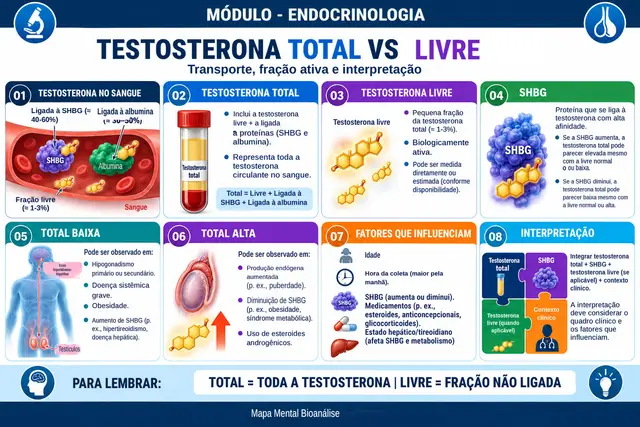 MÓDULO - ENDOCRINOLOGIA
TESTOSTERONA TOTAL VS LIVRE
Transporte, fração ativa e interpretação
01 TESTOSTERONA NO SANGUE
Ligada à SHBG (≈
40-60%)
Ligada à albumina
(≈ 30–50%)
SHBG
Albumina
Fração livre
(≈ 1-3%)
Sangue
02 TESTOSTERONA TOTAL
Testosterona
total
• Inclui a testosterona
livre + a ligada
a proteínas (SHBG e
albumina).
• Representa toda a
testosterona
circulante no sangue.
Total = Livre + Ligada à
SHBG + Ligada à albumina
03 TESTOSTERONA LIVRE
Testosterona livre
• Pequena fração
da testosterona
total (≈ 1-3%).
• Biologicamente
ativa.
• Pode ser medida
diretamente ou
estimada (conforme
disponibilidade).
04 SHBG
SHBG
Proteína que se liga à
testosterona com alta
afinidade.
• Se a SHBG aumenta, a
testosterona total pode
parecer elevada mesmo
com a livre normal
ou baixa.
• Se a SHBG diminui, a
testosterona total pode
parecer baixa mesmo com
a livre normal ou alta.
05 TOTAL BAIXA
Testículos
Pode ser observado em:
• Hipogonadismo
primário ou secundário.
• Doença sistêmica
grave.
• Obesidade.
• Aumento de SHBG (p.
ex., hipertireoidismo,
doença hepática).
06 TOTAL ALTA
Pode ser observado em:
• Produção endógena
aumentada
(p. ex., puberdade).
• Diminuição de SHBG
(p. ex., obesidade,
síndrome metabólica).
• Uso de esteroides
androgênicos.
07 FATORES QUE INFLUENCIAM
Idade
Hora da coleta (maior pela
manhã).
SHBG
SHBG (aumenta ou diminui).
Medicamentos (p. ex.,
esteroides, anticoncepcionais,
glicocorticoides).
Estado hepático/tireoidiano
(afeta SHBG e metabolismo)
08 INTERPRETAÇÃO
Testosterona
total
SHBG
Testosterona
livre (quando
aplicável)
Contexto
clínico
Integrar testosterona
total + SHBG +
testosterona livre (se
aplicável) + contexto
clínico.
• A interpretação
deve considerar o
quadro clínico e
os fatores que
influenciam.
PARA LEMBRAR:
TOTAL = TODA A TESTOSTERONA | LIVRE = FRAÇÃO NÃO LIGADA
Mapa Mental Bioanálise